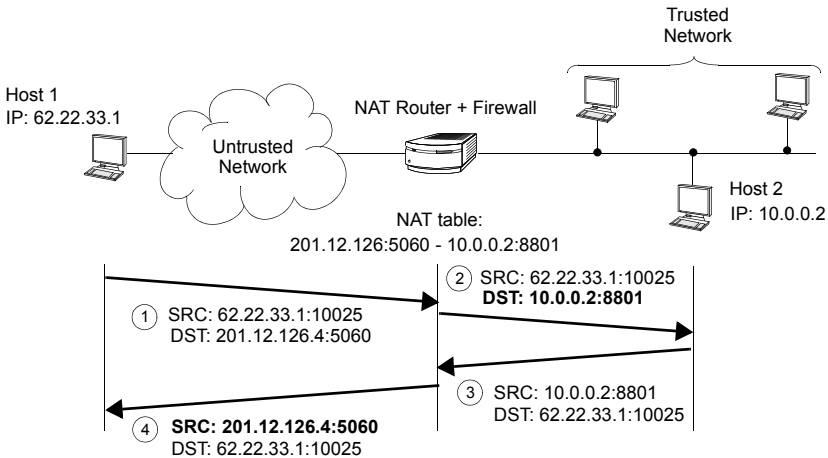 Trusted
Network
Host 1
IP: 62.22.33.1
NAT Router + Firewall
Untrusted
Network
Host 2
IP: 10.0.0.2
NAT table:
201.12.126:5060 - 10.0.0.2:8801
1 SRC: 62.22.33.1:10025
DST: 201.12.126.4:5060
2 SRC: 62.22.33.1:10025
DST: 10.0.0.2:8801
3 SRC: 10.0.0.2:8801
DST: 62.22.33.1:10025
4 SRC: 201.12.126.4:5060
DST: 62.22.33.1:10025